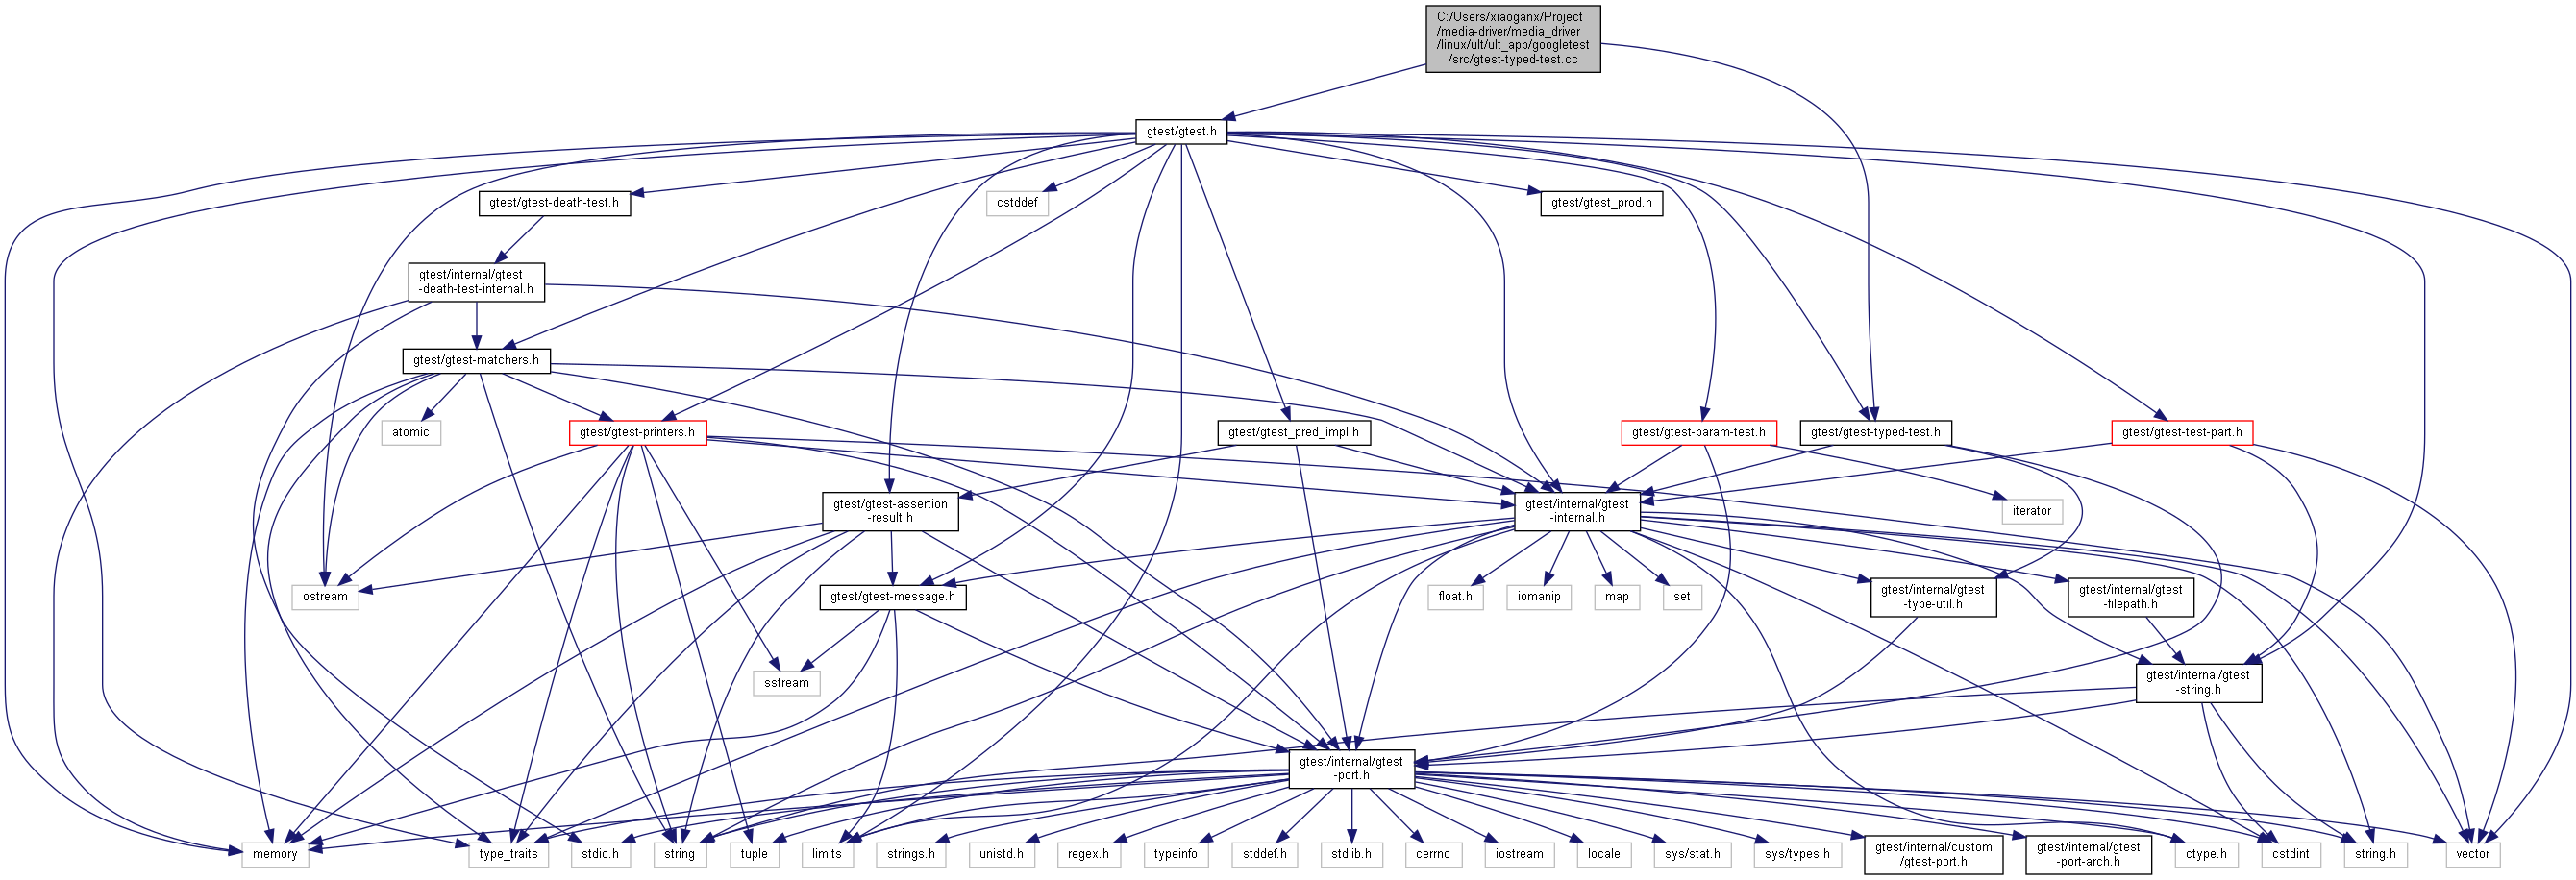 C:/Users/xiaoganx/Project
/media-driver/media_driver
/linux/ult/ult_app/googletest
/src/gtest-typed-test.cc
gtest/gtest.h
gtest/gtest-death-test.h
cstddef
gtest/gtest_prod.h
gtest/internal/gtest
-death-test-internal.h
gtest/gtest-matchers.h
atomic
gtest/gtest-printers.h
gtest/gtest_pred_impl.h
gtest/gtest-param-test.h
gtest/gtest-typed-test.h
gtest/gtest-test-part.h
gtest/gtest-assertion
-result.h
gtest/internal/gtest
-internal.h
iterator
ostream
gtest/gtest-message.h
float.h
iomanip
map
set
gtest/internal/gtest
-type-util.h
gtest/internal/gtest
-filepath.h
sstream
gtest/internal/gtest
-string.h
gtest/internal/gtest
-port.h
memory
type_traits
stdio.h
string
tuple
limits
strings.h
unistd.h
regex.h
typeinfo
stddef.h
stdlib.h
cerrno
iostream
locale
sys/stat.h
sys/types.h
gtest/internal/custom
/gtest-port.h
gtest/internal/gtest
-port-arch.h
ctype.h
cstdint
string.h
vector